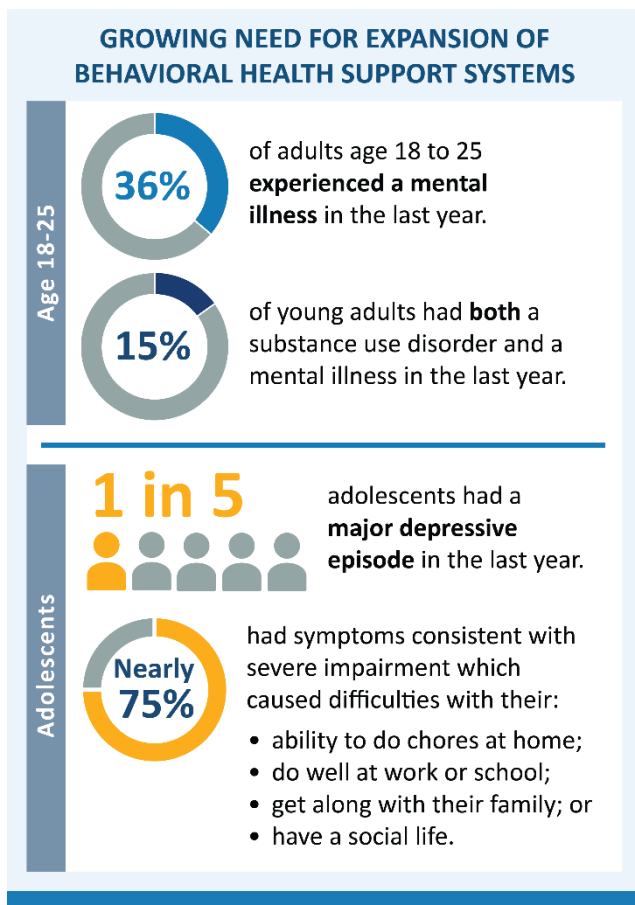 GROWING NEED FOR EXPANSION OF
BEHAVIORAL HEALTH SUPPORT SYSTEMS
Age 18-25
36%
of adults age 18 to 25
experienced a mental
illness in the last year.
15%
of young adults had both a
substance use disorder and a
mental illness in the last year.
Adolescents
1 in 5
adolescents had a
major depressive
episode in the last year.
Nearly
75%
had symptoms consistent with
severe impairment which
caused difficulties with their:
• ability to do chores at home;
• do well at work or school;
• get along with their family; or
• have a social life.